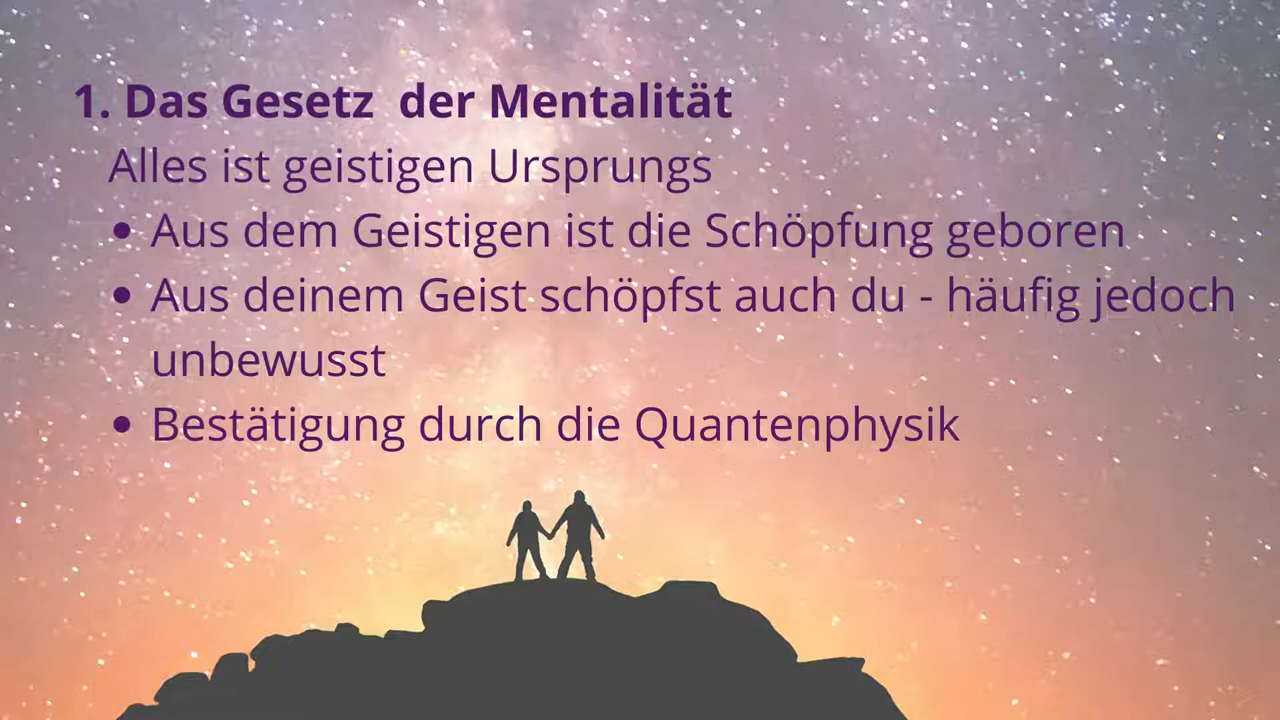 1. Das Gesetz  der Mentalität
Alles ist geistigen Ursprungs
• Aus dem Geistigen ist die Schöpfung geboren
• Aus deinem Geist schöpfst auch du - häufig jedoch
unbewusst
• Bestätigung durch die Quantenphysik